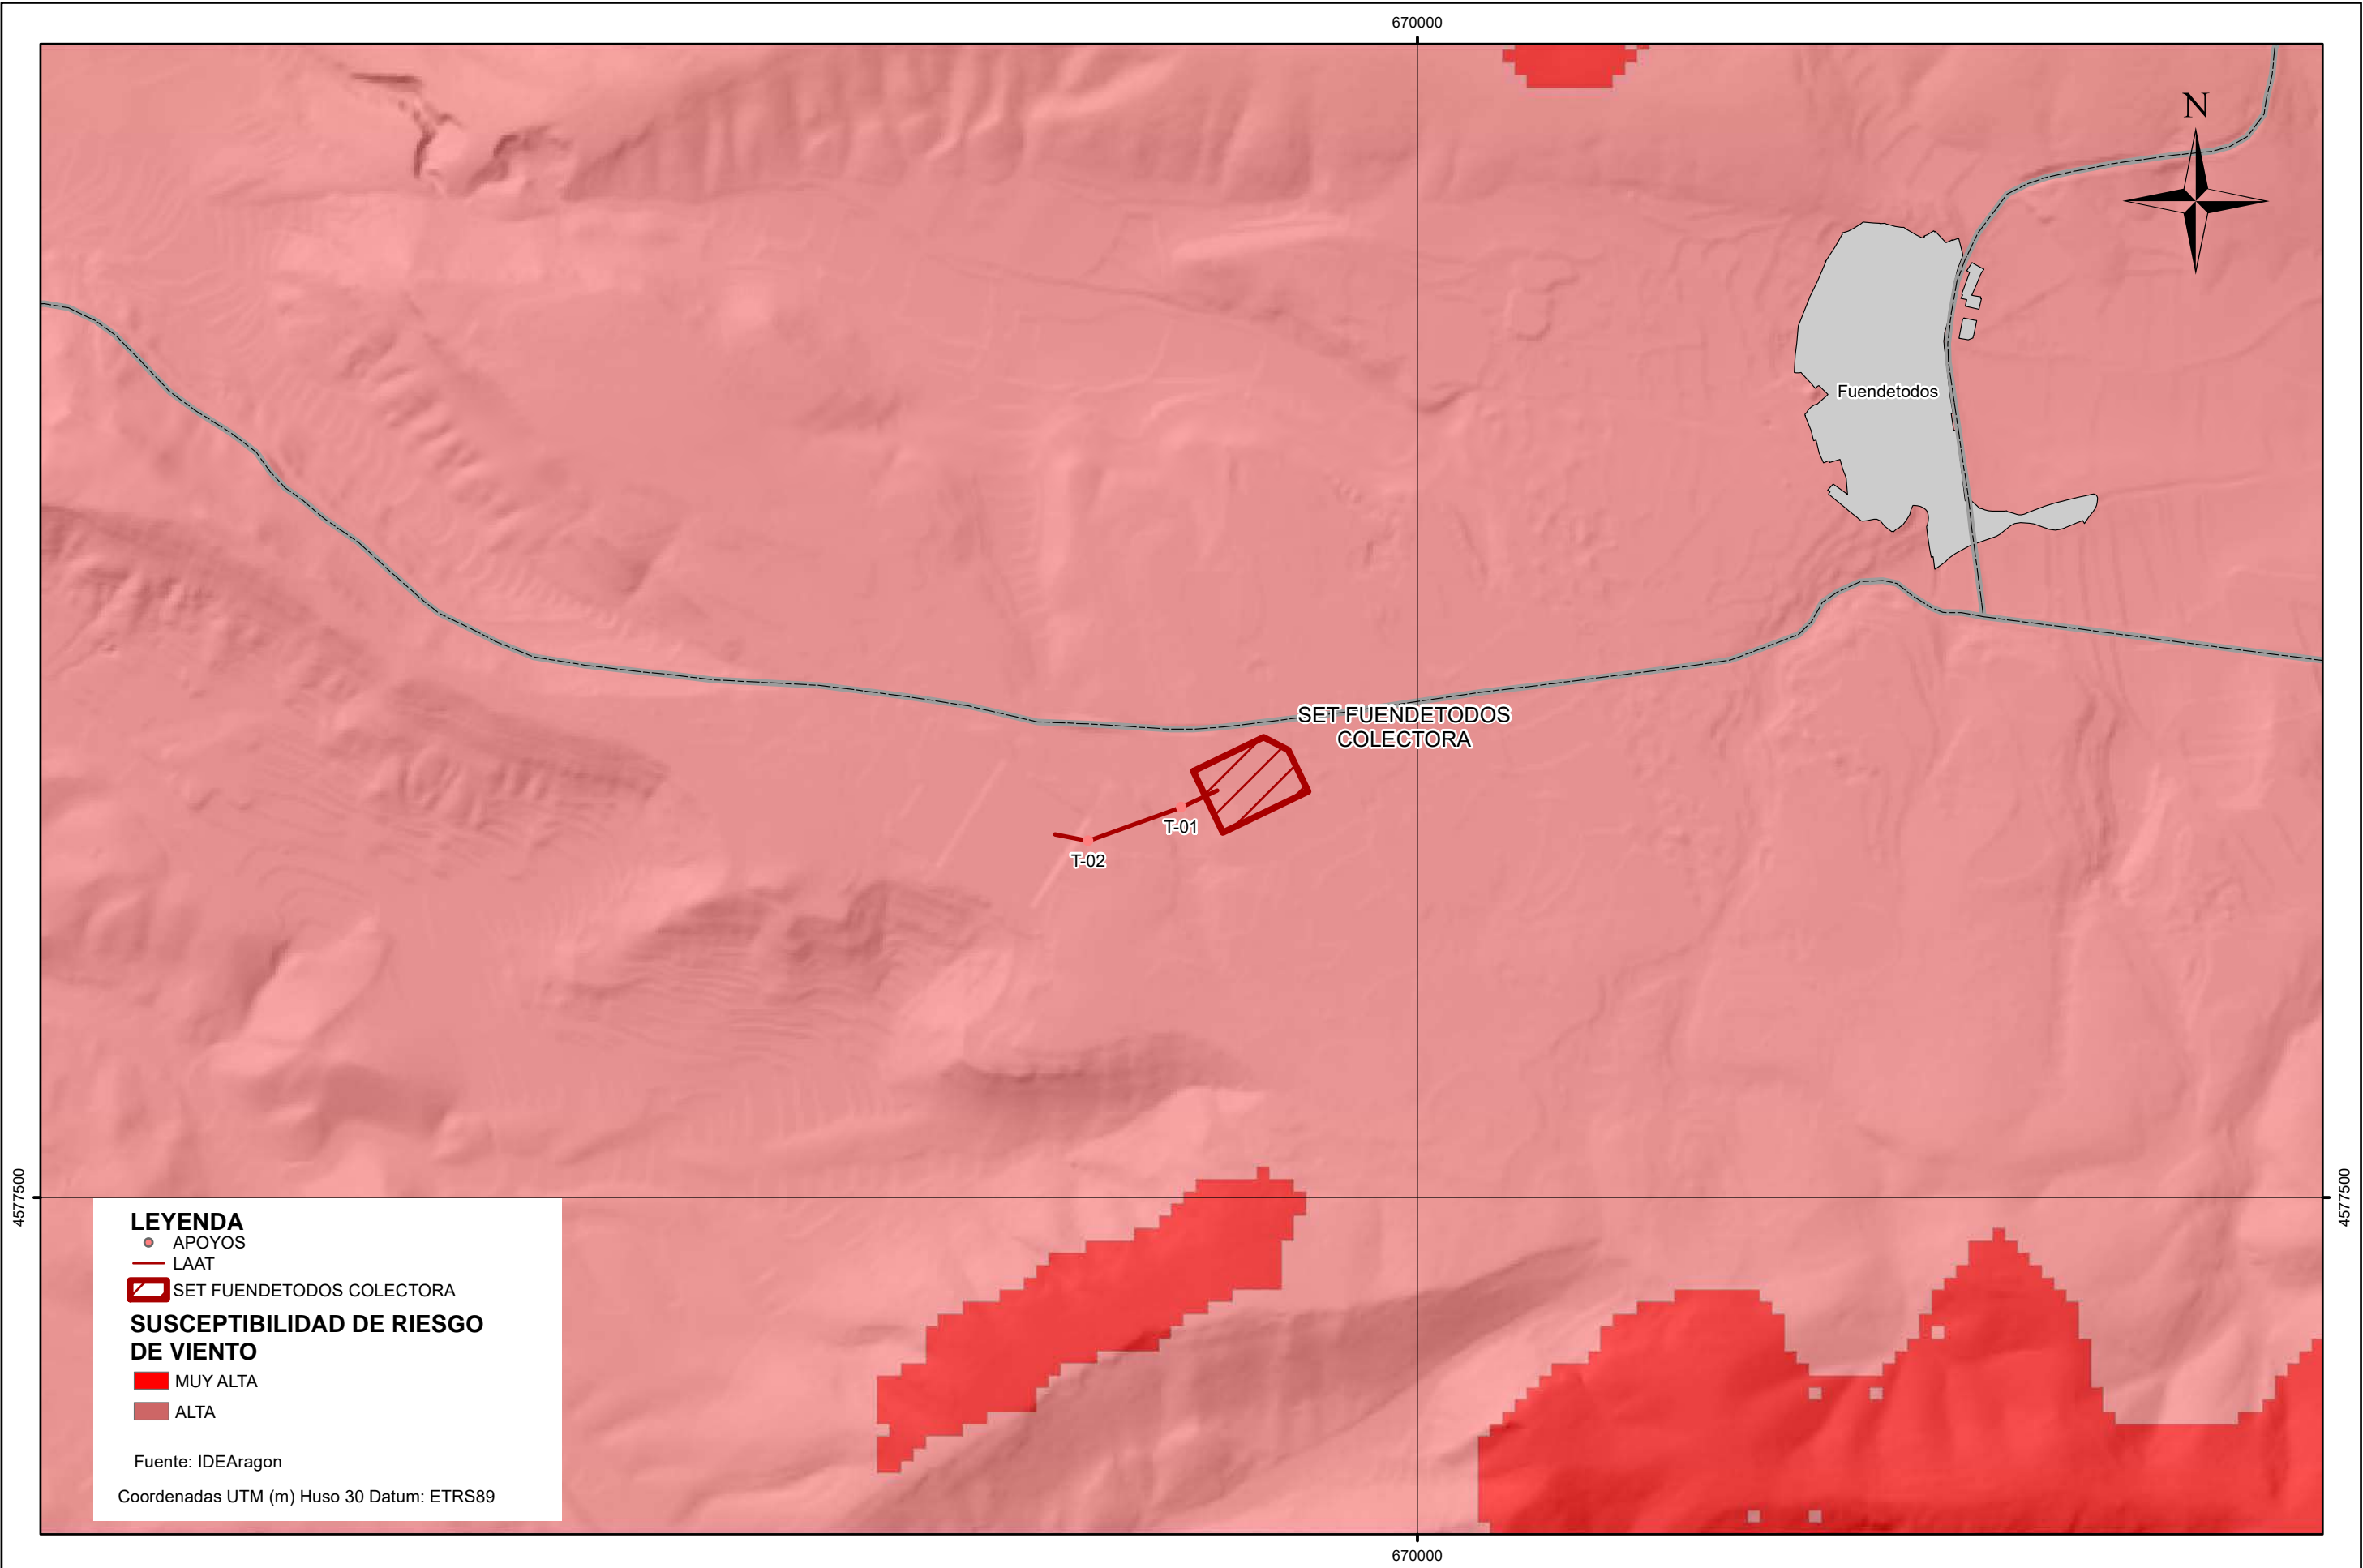 670000
N
Fuendetodos
SET FUENDETODOS
COLECTORA
T-01
T-02
4577500
4577500
LEYENDA
APOYOS
LAAT
SET FUENDETODOS COLECTORA
SUSCEPTIBILIDAD DE RIESGO
DE VIENTO
MUY ALTA
ALTA
Fuente: IDEAragon
Coordenadas UTM (m) Huso 30 Datum: ETRS89
670000